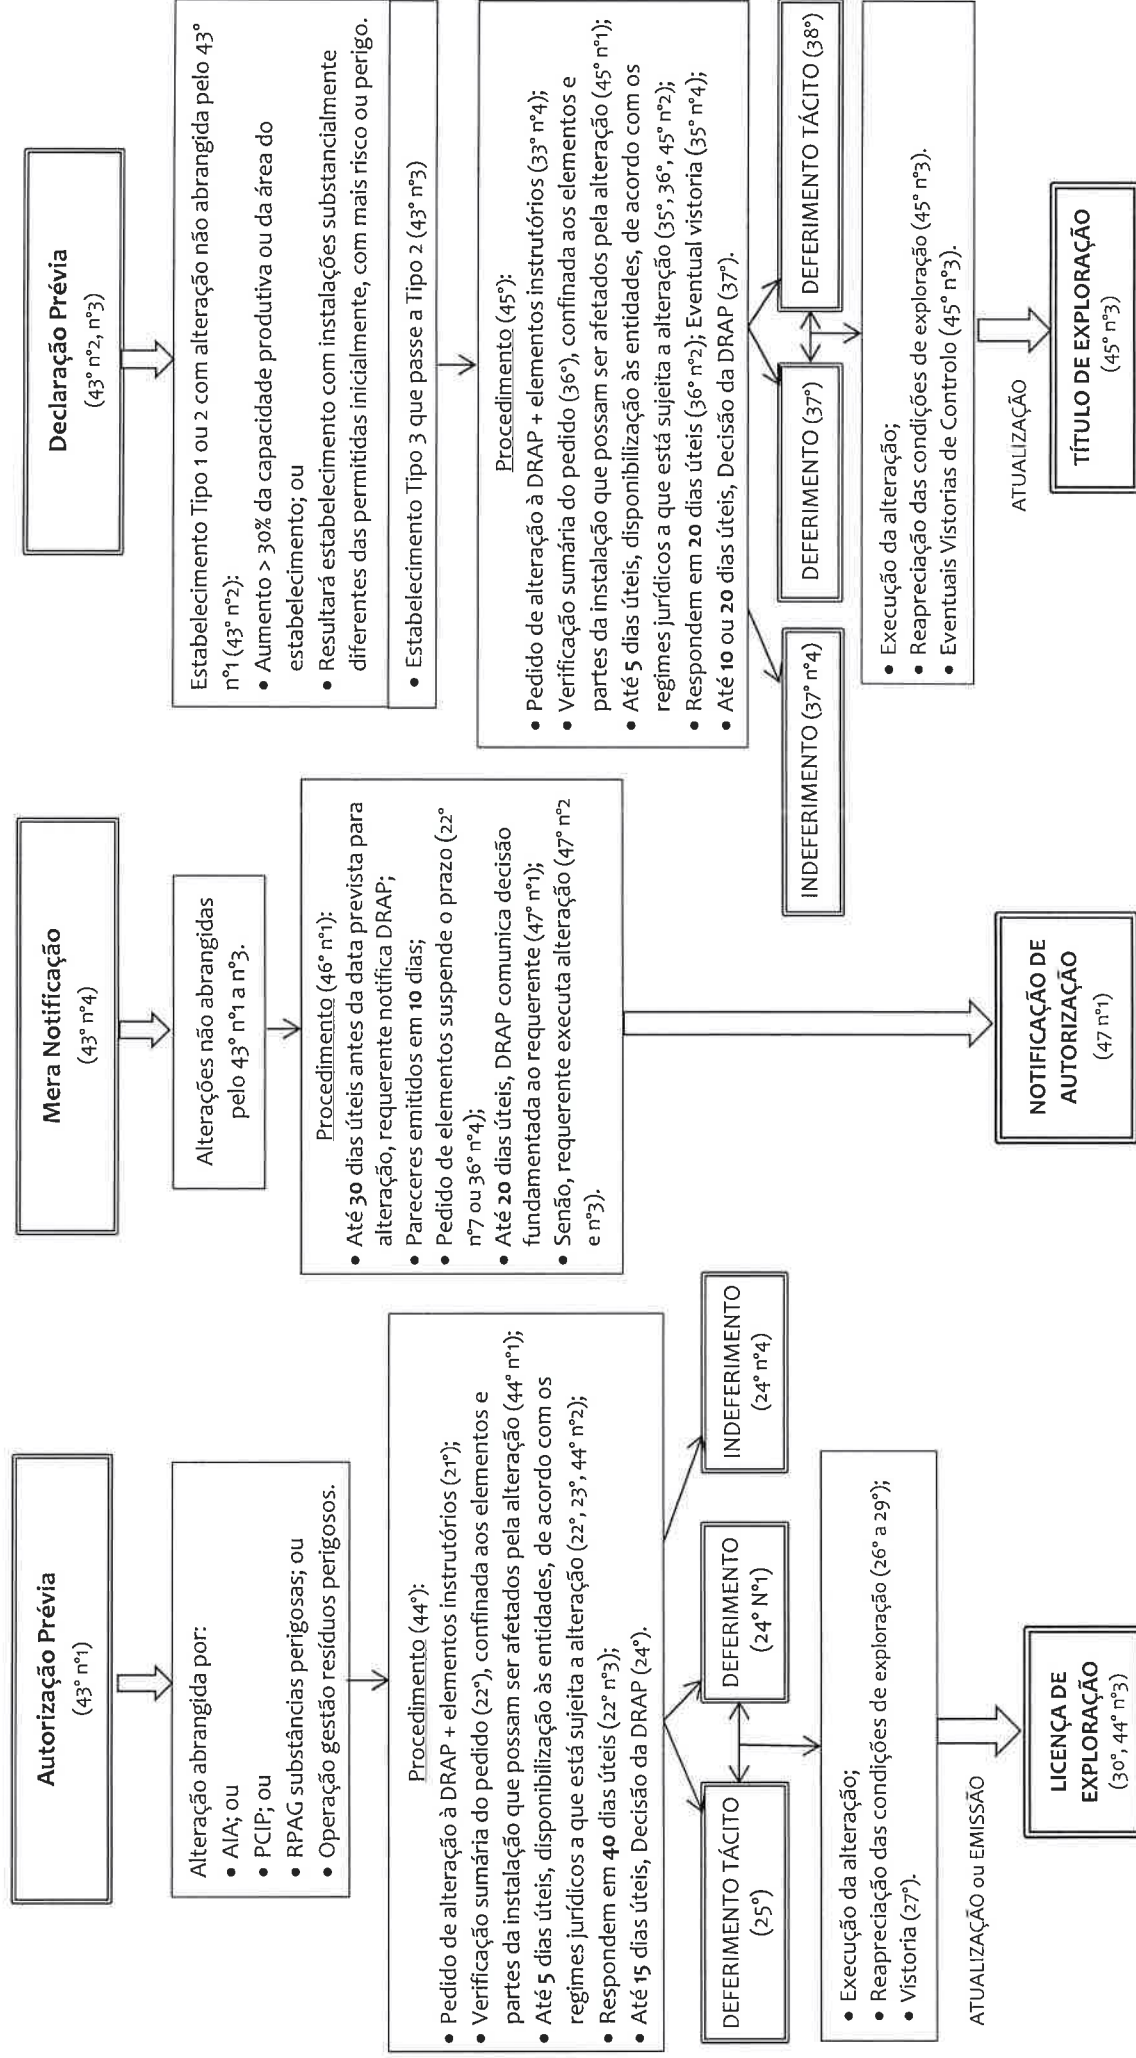 Autorização Prévia
(43° n°1)
Alteração abrangida por:
• AIA; ou
• PCIP; ou
• RPAG substâncias perigosas; ou
• Operação gestão resíduos perigosos.
Procedimento (44°):
• Pedido de alteração à DRAP + elementos instrutórios (21°);
• Verificação sumária do pedido (22°), confinada aos elementos e
partes da instalação que possam ser afetados pela alteração (44° n°1);
• Até 5 dias úteis, disponibilização às entidades, de acordo com os
regimes jurídicos a que está sujeita a alteração (22°, 23°, 44° n°2);
• Respondem em 40 dias úteis (22° n°3);
• Até 15 dias úteis, Decisão da DRAP (24°).
DEFERIMENTO TÁCITO
(25°)
DEFERIMENTO
(24° N°1)
INDEFERIMENTO
(24° n°4)
• Execução da alteração;
• Reapreciação das condições de exploração (26° a 29°);
• Vistoria (27°).
ATUALIZAÇÃO ou EMISSÃO
LICENÇA DE
EXPLORAÇÃO
(30°, 44° n°3)
Mera Notificação
(43° n°4)
Alterações não abrangidas
pelo 43° n°1 a n°3.
Procedimento (46° n°1):
• Até 30 dias úteis antes da data prevista para
alteração, requerente notifica DRAP;
• Pareceres emitidos em 10 dias;
• Pedido de elementos suspende o prazo (22°
n°7 ou 36° n°4);
• Até 20 dias úteis, DRAP comunica decisão
fundamentada ao requerente (47° n°1);
• Senão, requerente executa alteração (47° n°2
e n°3).
NOTIFICAÇÃO DE
AUTORIZAÇÃO
(47 n°1)
Declaração Prévia
(43° n°2, n°3)
Estabelecimento Tipo 1 ou 2 com alteração não abrangida pelo 43°
n°1 (43° n°2):
• Aumento > 30% da capacidade produtiva ou da área do
estabelecimento; ou
• Resultará estabelecimento com instalações substancialmente
diferentes das permitidas inicialmente, com mais risco ou perigo.
• Estabelecimento Tipo 3 que passe a Tipo 2 (43° n°3)
Procedimento (45°):
• Pedido de alteração à DRAP + elementos instrutórios (33° n°4);
• Verificação sumária do pedido (36°), confinada aos elementos e
partes da instalação que possam ser afetados pela alteração (45° n°1);
• Até 5 dias úteis, disponibilização às entidades, de acordo com os
regimes jurídicos a que está sujeita a alteração (35°, 36°, 45° n°2);
• Respondem em 20 dias úteis (36° n°2); Eventual vistoria (35° n°4);
• Até 10 ou 20 dias úteis, Decisão da DRAP (37°).
INDEFERIMENTO (37° n°4)
DEFERIMENTO (37°)
DEFERIMENTO TÁCITO (38°)
• Execução da alteração;
• Reapreciação das condições de exploração (45° n°3).
• Eventuais Vistorias de Controlo (45° n°3).
ATUALIZAÇÃO
TÍTULO DE EXPLORAÇÃO
(45° n°3)